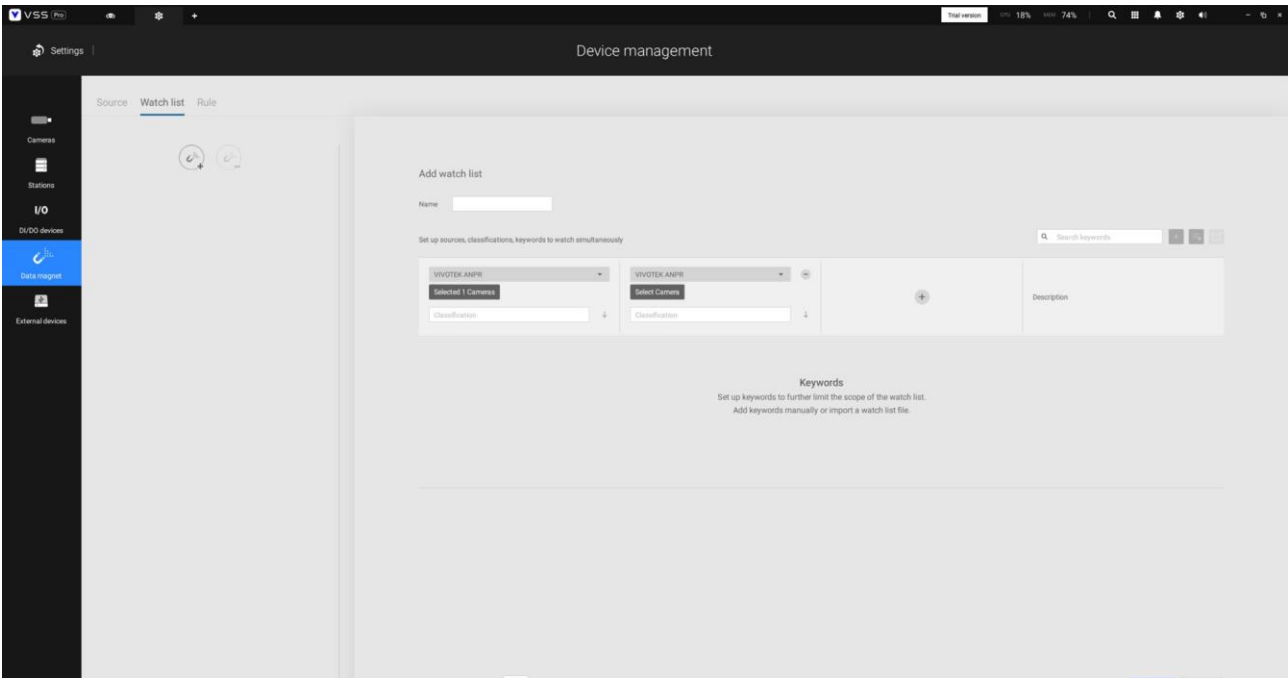 VSS Pro
Trial version CPU 18% MEM 74%
Settings
Device management
Cameras
Stations
I/O
DI/DO devices
Data magnet
External devices
Source Watch list Rule
Add watch list
Name
Set up sources, classifications, keywords to watch simultaneously
Search keywords
VIVOTEK ANPR
Selected 1 Cameras
Classification
VIVOTEK ANPR
Select Camera
Classification
Description
Keywords
Set up keywords to further limit the scope of the watch list.
Add keywords manually or import a watch list file.